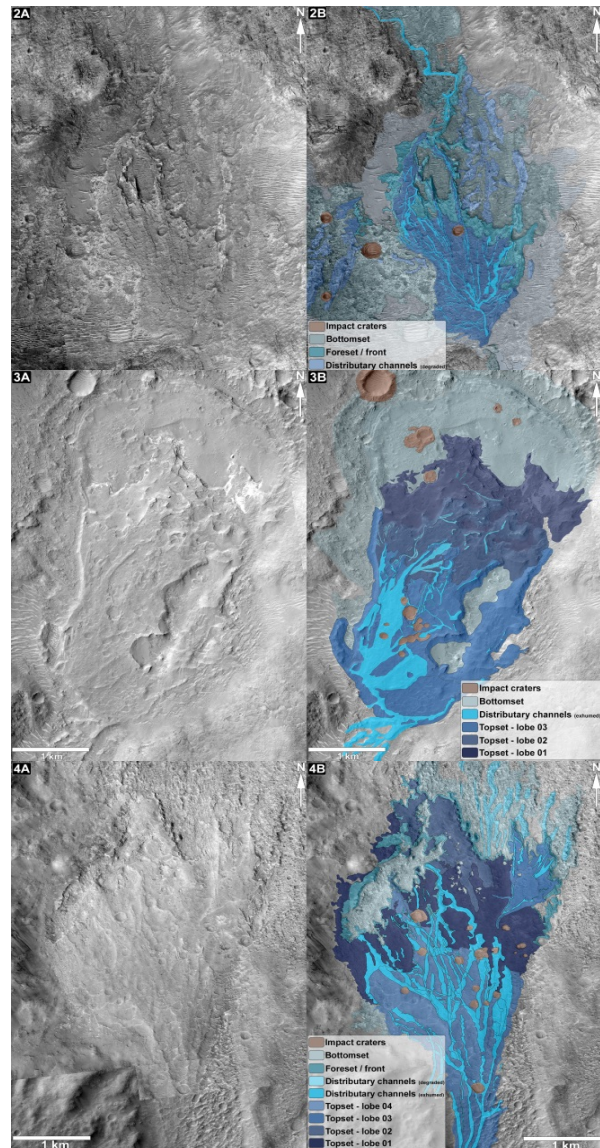 2A
N
2B
N
Impact craters
Bottomset
Foreset / front
Distributary channels (degraded)
3A
N
1 km
3B
N
Impact craters
Bottomset
Distributary channels (exhumed)
Topset - lobe 03
Topset - lobe 02
Topset - lobe 01
1 km
4A
N
1 km
4B
N
Impact craters
Bottomset
Foreset / front
Distributary channels (degraded)
Distributary channels (exhumed)
Topset - lobe 04
Topset - lobe 03
Topset - lobe 02
Topset - lobe 01
1 km